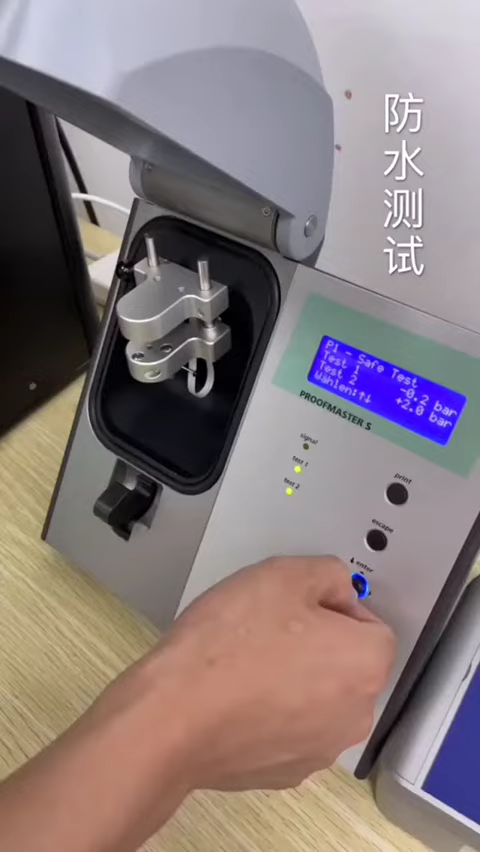 防水测试
P1 - Safe Test
Test 1 -0.2 bar
Test 2 +2.0 bar
Wählen:↑↓
PROOFMASTER S
signal
test 1
test 2
print
escape
enter